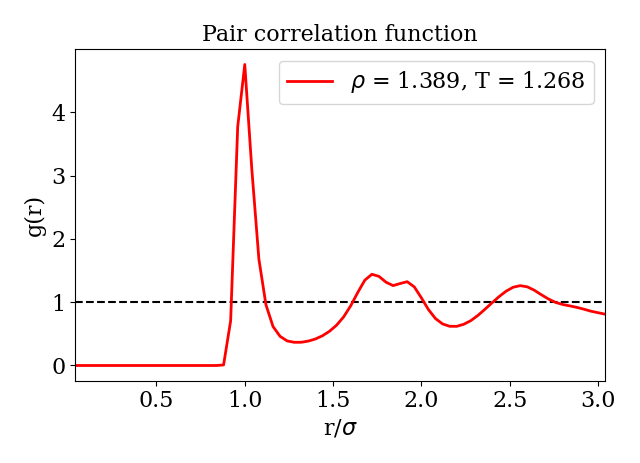 Pair correlation function
ρ = 1.389, T = 1.268
g(r)
4
3
2
1
0
0.5 1.0 1.5 2.0 2.5 3.0
r/σ